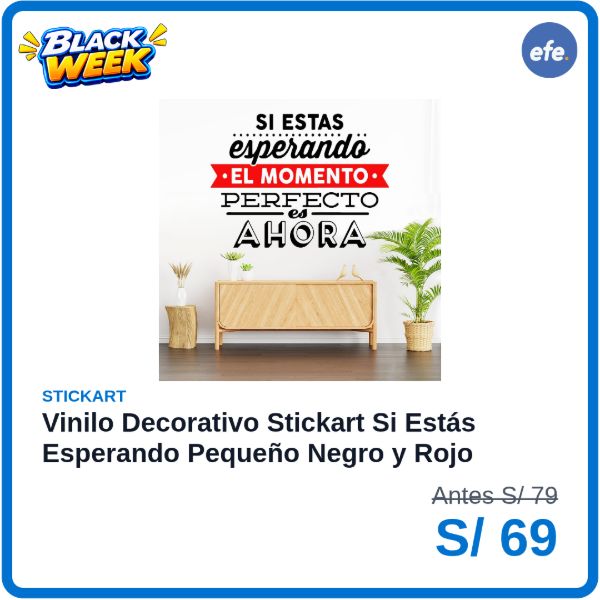 BLACK
WEEK
efe.
SI ESTAS
esperando
EL MOMENTO
PERFECTO
es
AHORA
STICKART
Vinilo Decorativo Stickart Si Estás
Esperando Pequeño Negro y Rojo
Antes S/ 79
S/ 69